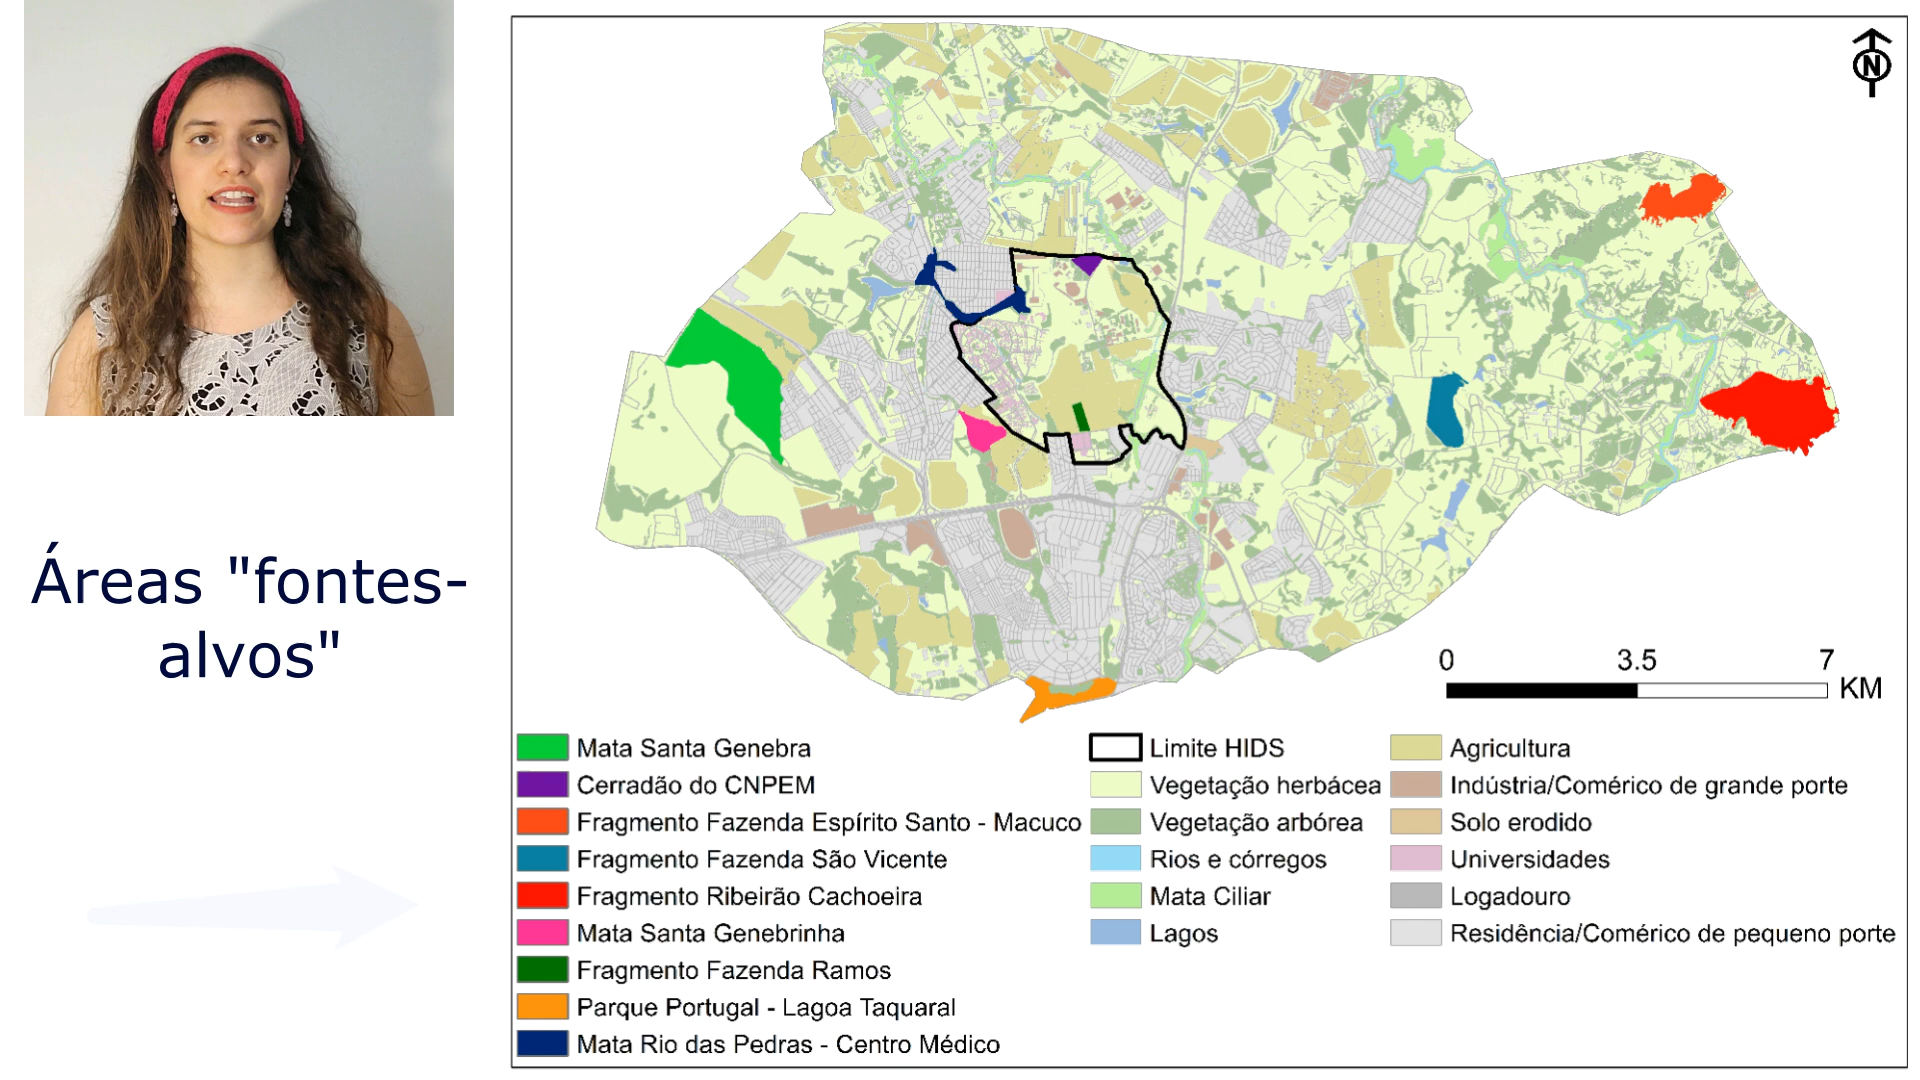 Áreas "fontes-
alvos"
N
0 3.5 7
KM
Mata Santa Genebra
Cerradão do CNPEM
Fragmento Fazenda Espírito Santo - Macuco
Fragmento Fazenda São Vicente
Fragmento Ribeirão Cachoeira
Mata Santa Genebrinha
Fragmento Fazenda Ramos
Parque Portugal - Lagoa Taquaral
Mata Rio das Pedras - Centro Médico
Limite HIDS
Vegetação herbácea
Vegetação arbórea
Rios e córregos
Mata Ciliar
Lagos
Agricultura
Indústria/Comérico de grande porte
Solo erodido
Universidades
Logadouro
Residência/Comérico de pequeno porte